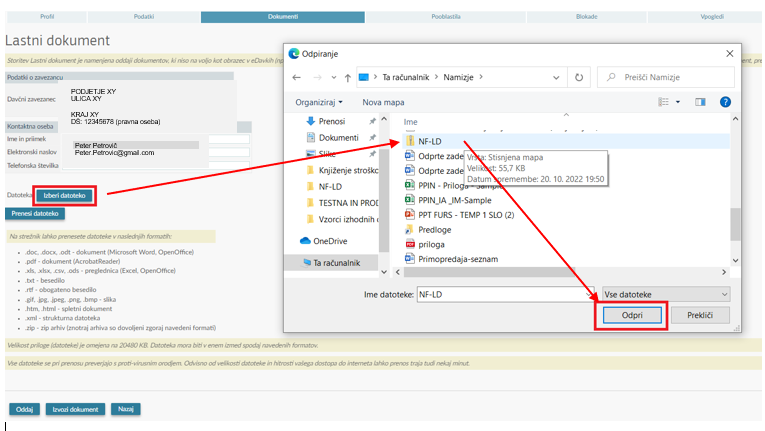 Profil
Podatki
Dokumenti
Pooblastila
Blokade
Vpogledi
Lastni dokument
Storitev Lastni dokument je namenjena oddaji dokumentov, ki niso na voljo kot obrazec v eDavkih (
Podatki o zavezancu
Davčni zavezanec
PODJETJE XY
ULICA XY
KRAJ XY
DŠ: 12345678 (pravna oseba)
Kontaktna oseba
Ime in priimek
Peter Petrovič
Elektronski naslov
Peter.Petrovic@gmail.com
Telefonska številka
Datoteka
Izberi datoteko
Prenesi datoteko
Na strežnik lahko prenesete datoteke v naslednjih formatih:
• .doc, .docx, .odt - dokument (Microsoft Word, OpenOffice)
• .pdf - dokument (AcrobatReader)
• .xls, .xlsx, .csv, .ods - preglednica (Excel, OpenOffice)
• .txt - besedilo
• .rtf - obogateno besedilo
• .gif, .jpg, .jpeg, .png, .bmp - slika
• .htm, .html - spletni dokument
• .xml - strukturna datoteka
• .zip - zip arhiv (znotraj arhiva so dovoljeni zgoraj navedeni formati)
Velikost priloge (datoteke) je omejena na 20480 KB. Datoteka mora biti v enem izmed spodaj navedenih formatov.
Vse datoteke se pri prenosu preverjajo s proti-virusnim orodjem. Odvisno od velikosti datoteke in hitrosti vašega dostopa do interneta lahko prenos traja tudi nekaj minut.
Oddaj
Izvozi dokument
Nazaj
Odpiranje
Ta računalnik > Namizje >
Preišči Namizje
Organiziraj
Nova mapa
Prenosi
Dokumenti
Slike
Knjiženje stroško
NF-LD
TESTNA IN PROD
Vzorci izhodnih d
OneDrive
Ta računalnik
Ime
NF-LD
Odprte zade
Odprte zade
Odprte zade
PPIN - Priloga - Sample
PPIN_IA _IM-Sample
PPT FURS - TEMP 1 SLO (2)
Predloge
priloga
Primopredaja-seznam
Vrsta: Stisnjena mapa
Velikost: 55,7 KB
Datum spremembe: 20. 10. 2022 19:50
Ime datoteke:
NF-LD
Vse datoteke
Odpri
Prekliči